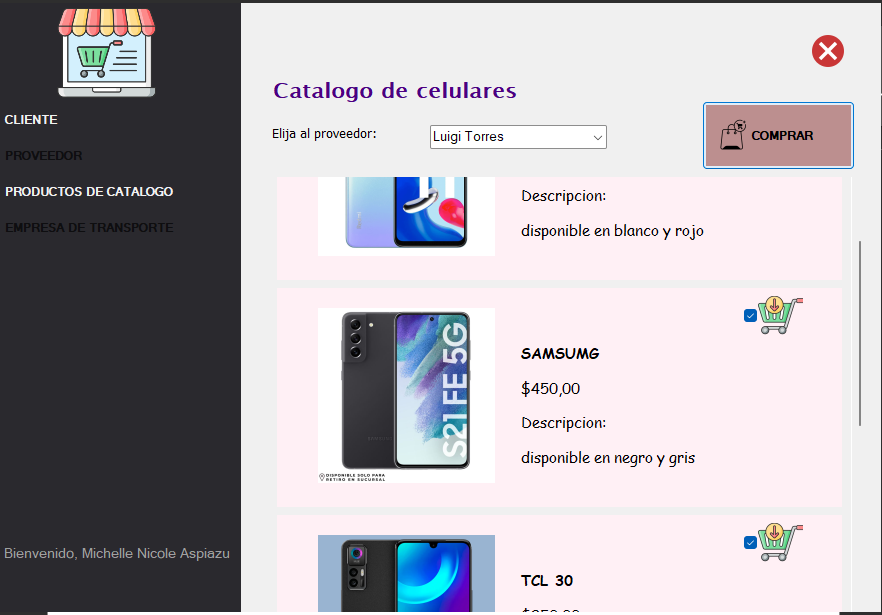 CLIENTE
PROVEEDOR
PRODUCTOS DE CATALOGO
EMPRESA DE TRANSPORTE
Bienvenido, Michelle Nicole Aspiazu
Catalogo de celulares
Elija al proveedor:
Luigi Torres
COMPRAR
Descripcion:
disponible en blanco y rojo
S21 FE 5G
DISPONIBLE SOLO PARA
RETIRO EN SUCURSAL
SAMSUMG
$450,00
Descripcion:
disponible en negro y gris
TCL 30